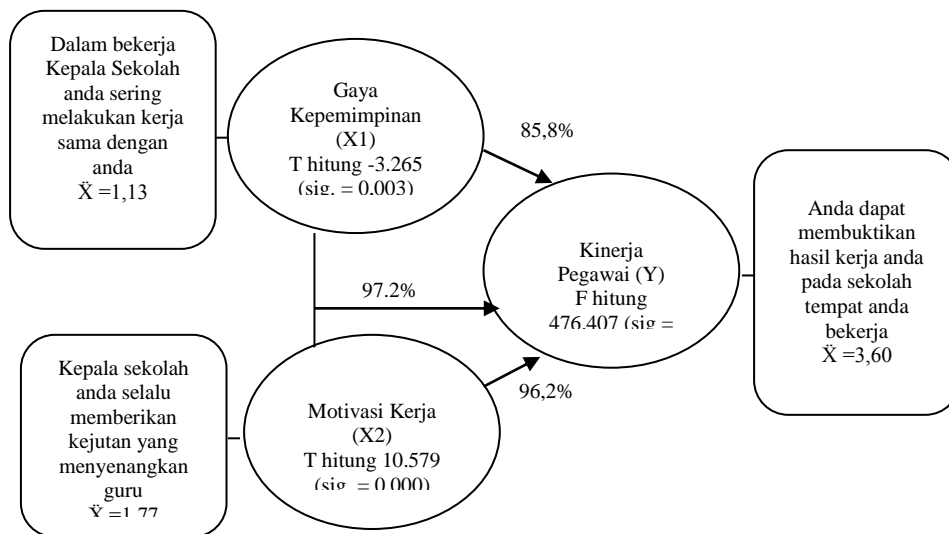 Dalam bekerja
Kepala Sekolah
anda sering
melakukan kerja
sama dengan
anda
Ẍ =1,13
Gaya
Kepemimpinan
(X1)
T hitung -3.265
(sig. = 0.003)
85,8%
Kinerja
Pegawai (Y)
F hitung
476.407 (sig =
97.2%
Anda dapat
membuktikan
hasil kerja anda
pada sekolah
tempat anda
bekerja
Ẍ =3,60
Kepala sekolah
anda selalu
memberikan
kejutan yang
menyenangkan
guru
Ẍ =1,77
Motivasi Kerja
(X2)
T hitung 10.579
(sig. = 0.000)
96,2%